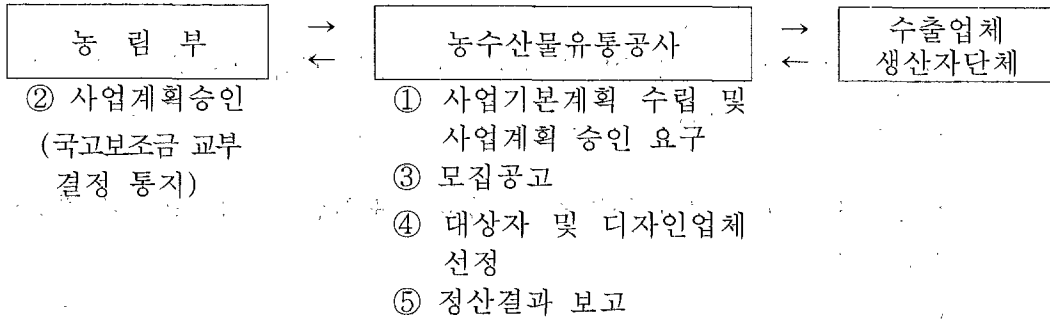 농 림 부
→
←
농수산물유통공사
→
←
수출업체
생산자단체
② 사업계획승인
(국고보조금 교부
결정 통지)
① 사업기본계획 수립 및
사업계획 승인 요구
③ 모집공고
④ 대상자 및 디자인업체
선정
⑤ 정산결과 보고